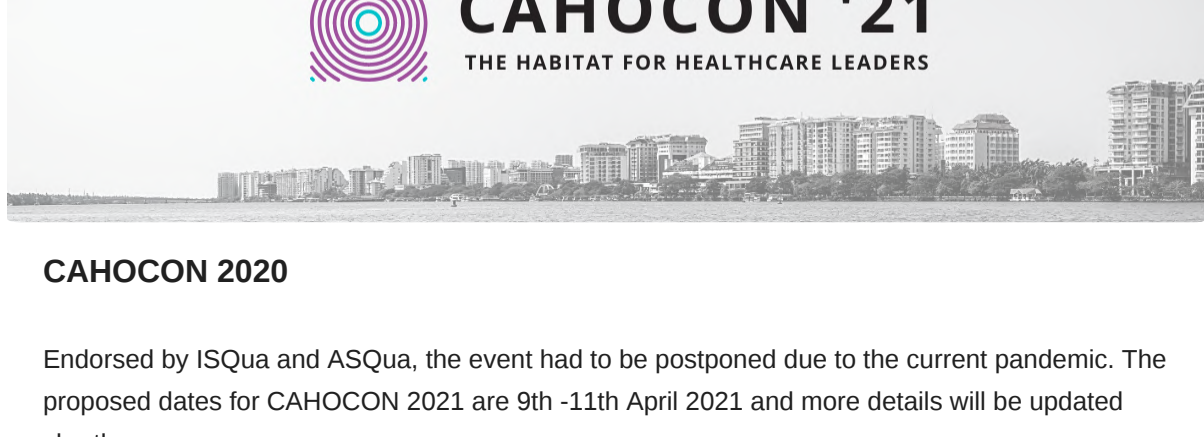 CAHOCON '21
THE HABITAT FOR HEALTHCARE LEADERS
CAHOCON 2020
Endorsed by ISQua and ASQua, the event had to be postponed due to the current pandemic. The
proposed dates for CAHOCON 2021 are 9th -11th April 2021 and more details will be updated